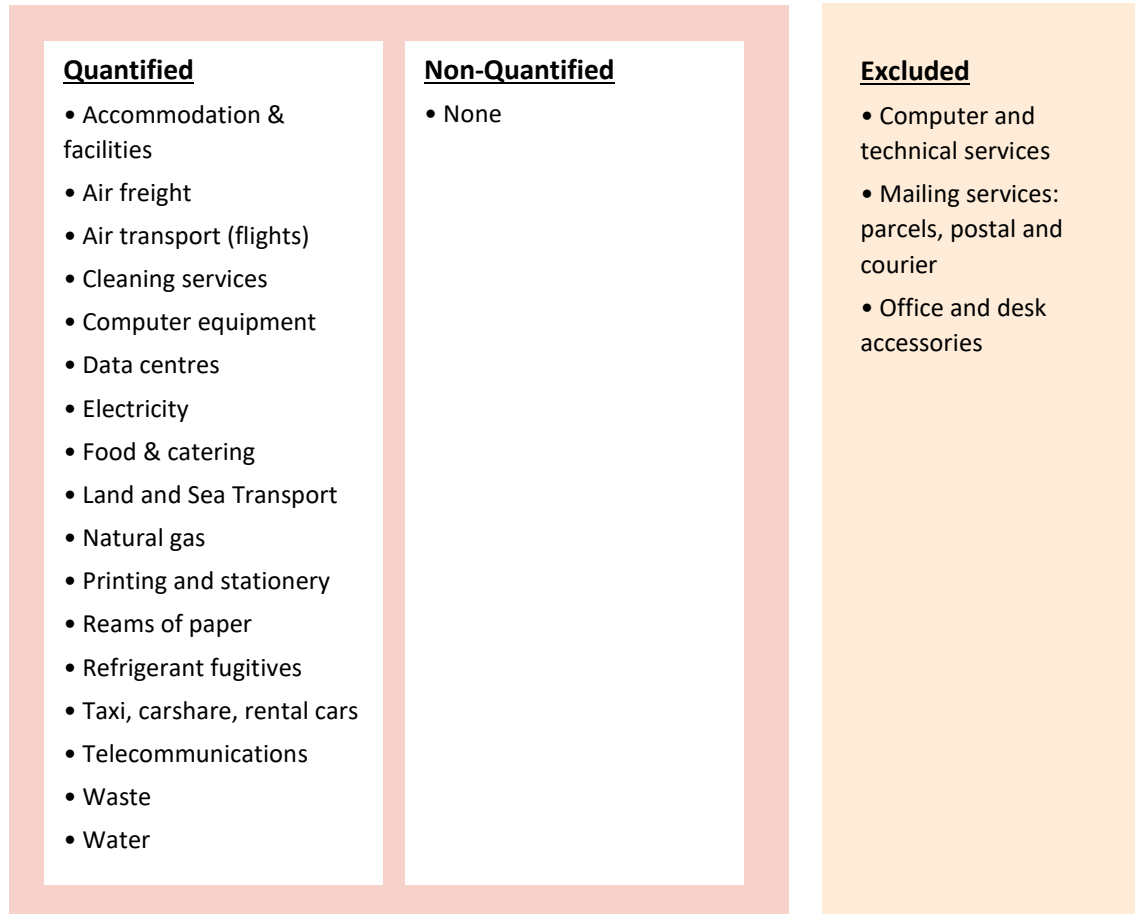 Quantified
• Accommodation &
facilities
• Air freight
• Air transport (flights)
• Cleaning services
• Computer equipment
• Data centres
• Electricity
• Food & catering
• Land and Sea Transport
• Natural gas
• Printing and stationery
• Reams of paper
• Refrigerant fugitives
• Taxi, carshare, rental cars
• Telecommunications
• Waste
• Water
Non-Quantified
• None
Excluded
• Computer and
technical services
• Mailing services:
parcels, postal and
courier
• Office and desk
accessories